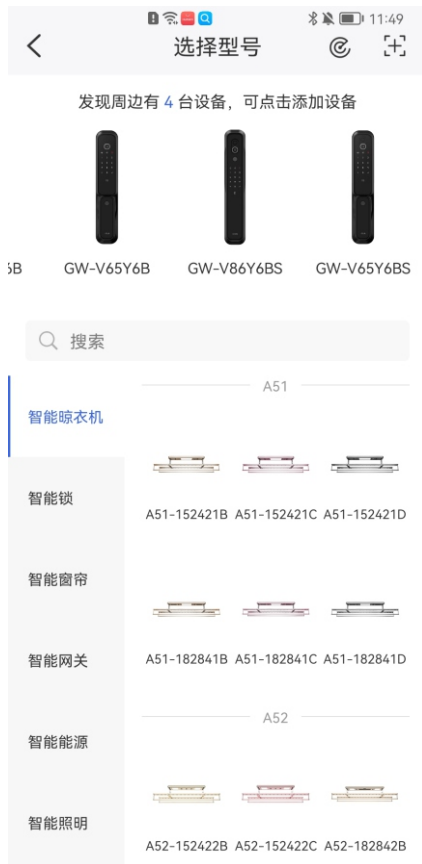 11:49
选择型号
发现周边有 4 台设备，可点击添加设备
6B GW-V65Y6B GW-V86Y6BS GW-V65Y6BS
搜索
A51
智能晾衣机
A51-152421B A51-152421C A51-152421D
智能锁
智能窗帘
A51-182841B A51-182841C A51-182841D
智能网关
A52
智能能源
智能照明
A52-152422B A52-152422C A52-182842B